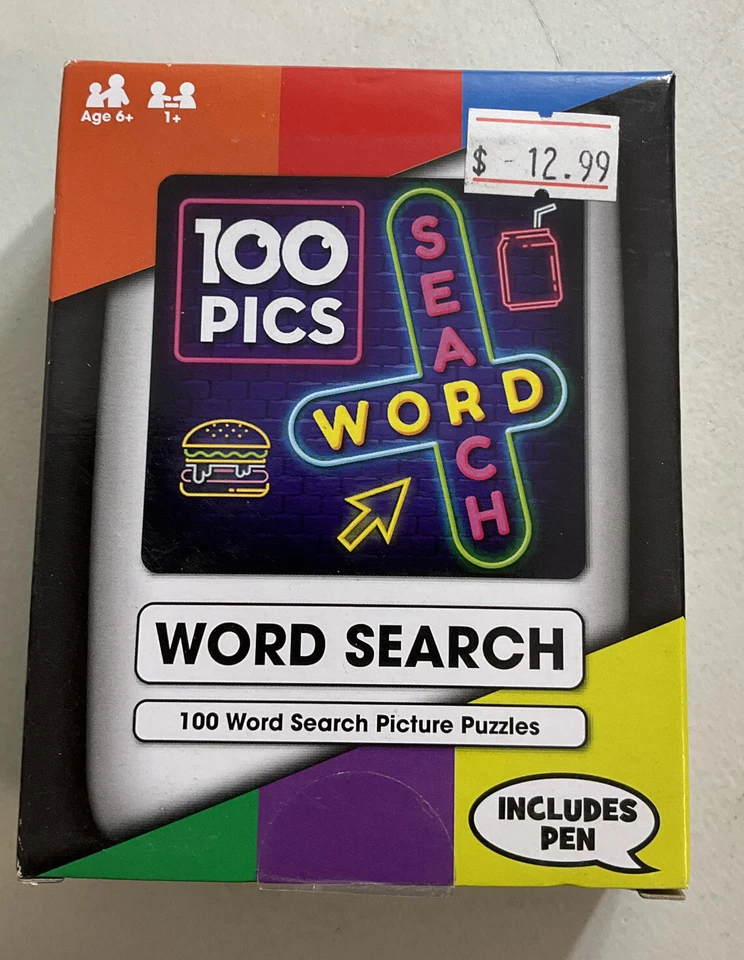 Age 6+
1+
$ - 12.99
100
PICS
SEARCH
WORD
WORD SEARCH
100 Word Search Picture Puzzles
INCLUDES
PEN